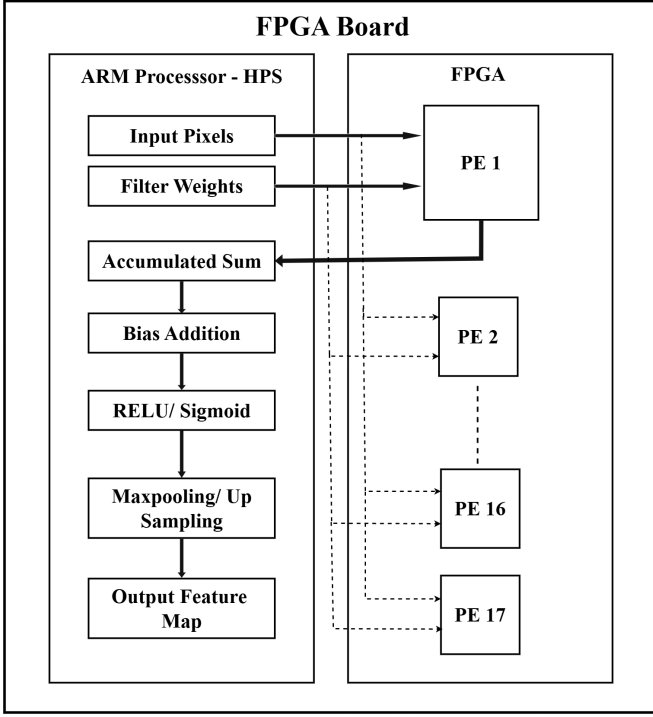 FPGA Board
ARM Processsor - HPS
Input Pixels
Filter Weights
Accumulated Sum
Bias Addition
RELU/ Sigmoid
Maxpooling/ Up
Sampling
Output Feature
Map
FPGA
PE 1
PE 2
PE 16
PE 17